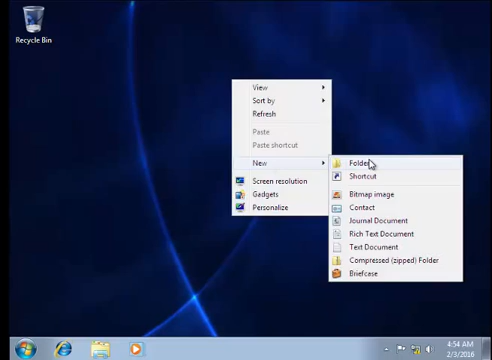 Recycle Bin
View
Sort by
Refresh
Paste
Paste shortcut
New
Screen resolution
Gadgets
Personalize
Folder
Shortcut
Bitmap image
Contact
Journal Document
Rich Text Document
Text Document
Compressed (zipped) Folder
Briefcase
4:54 AM
2/3/2016